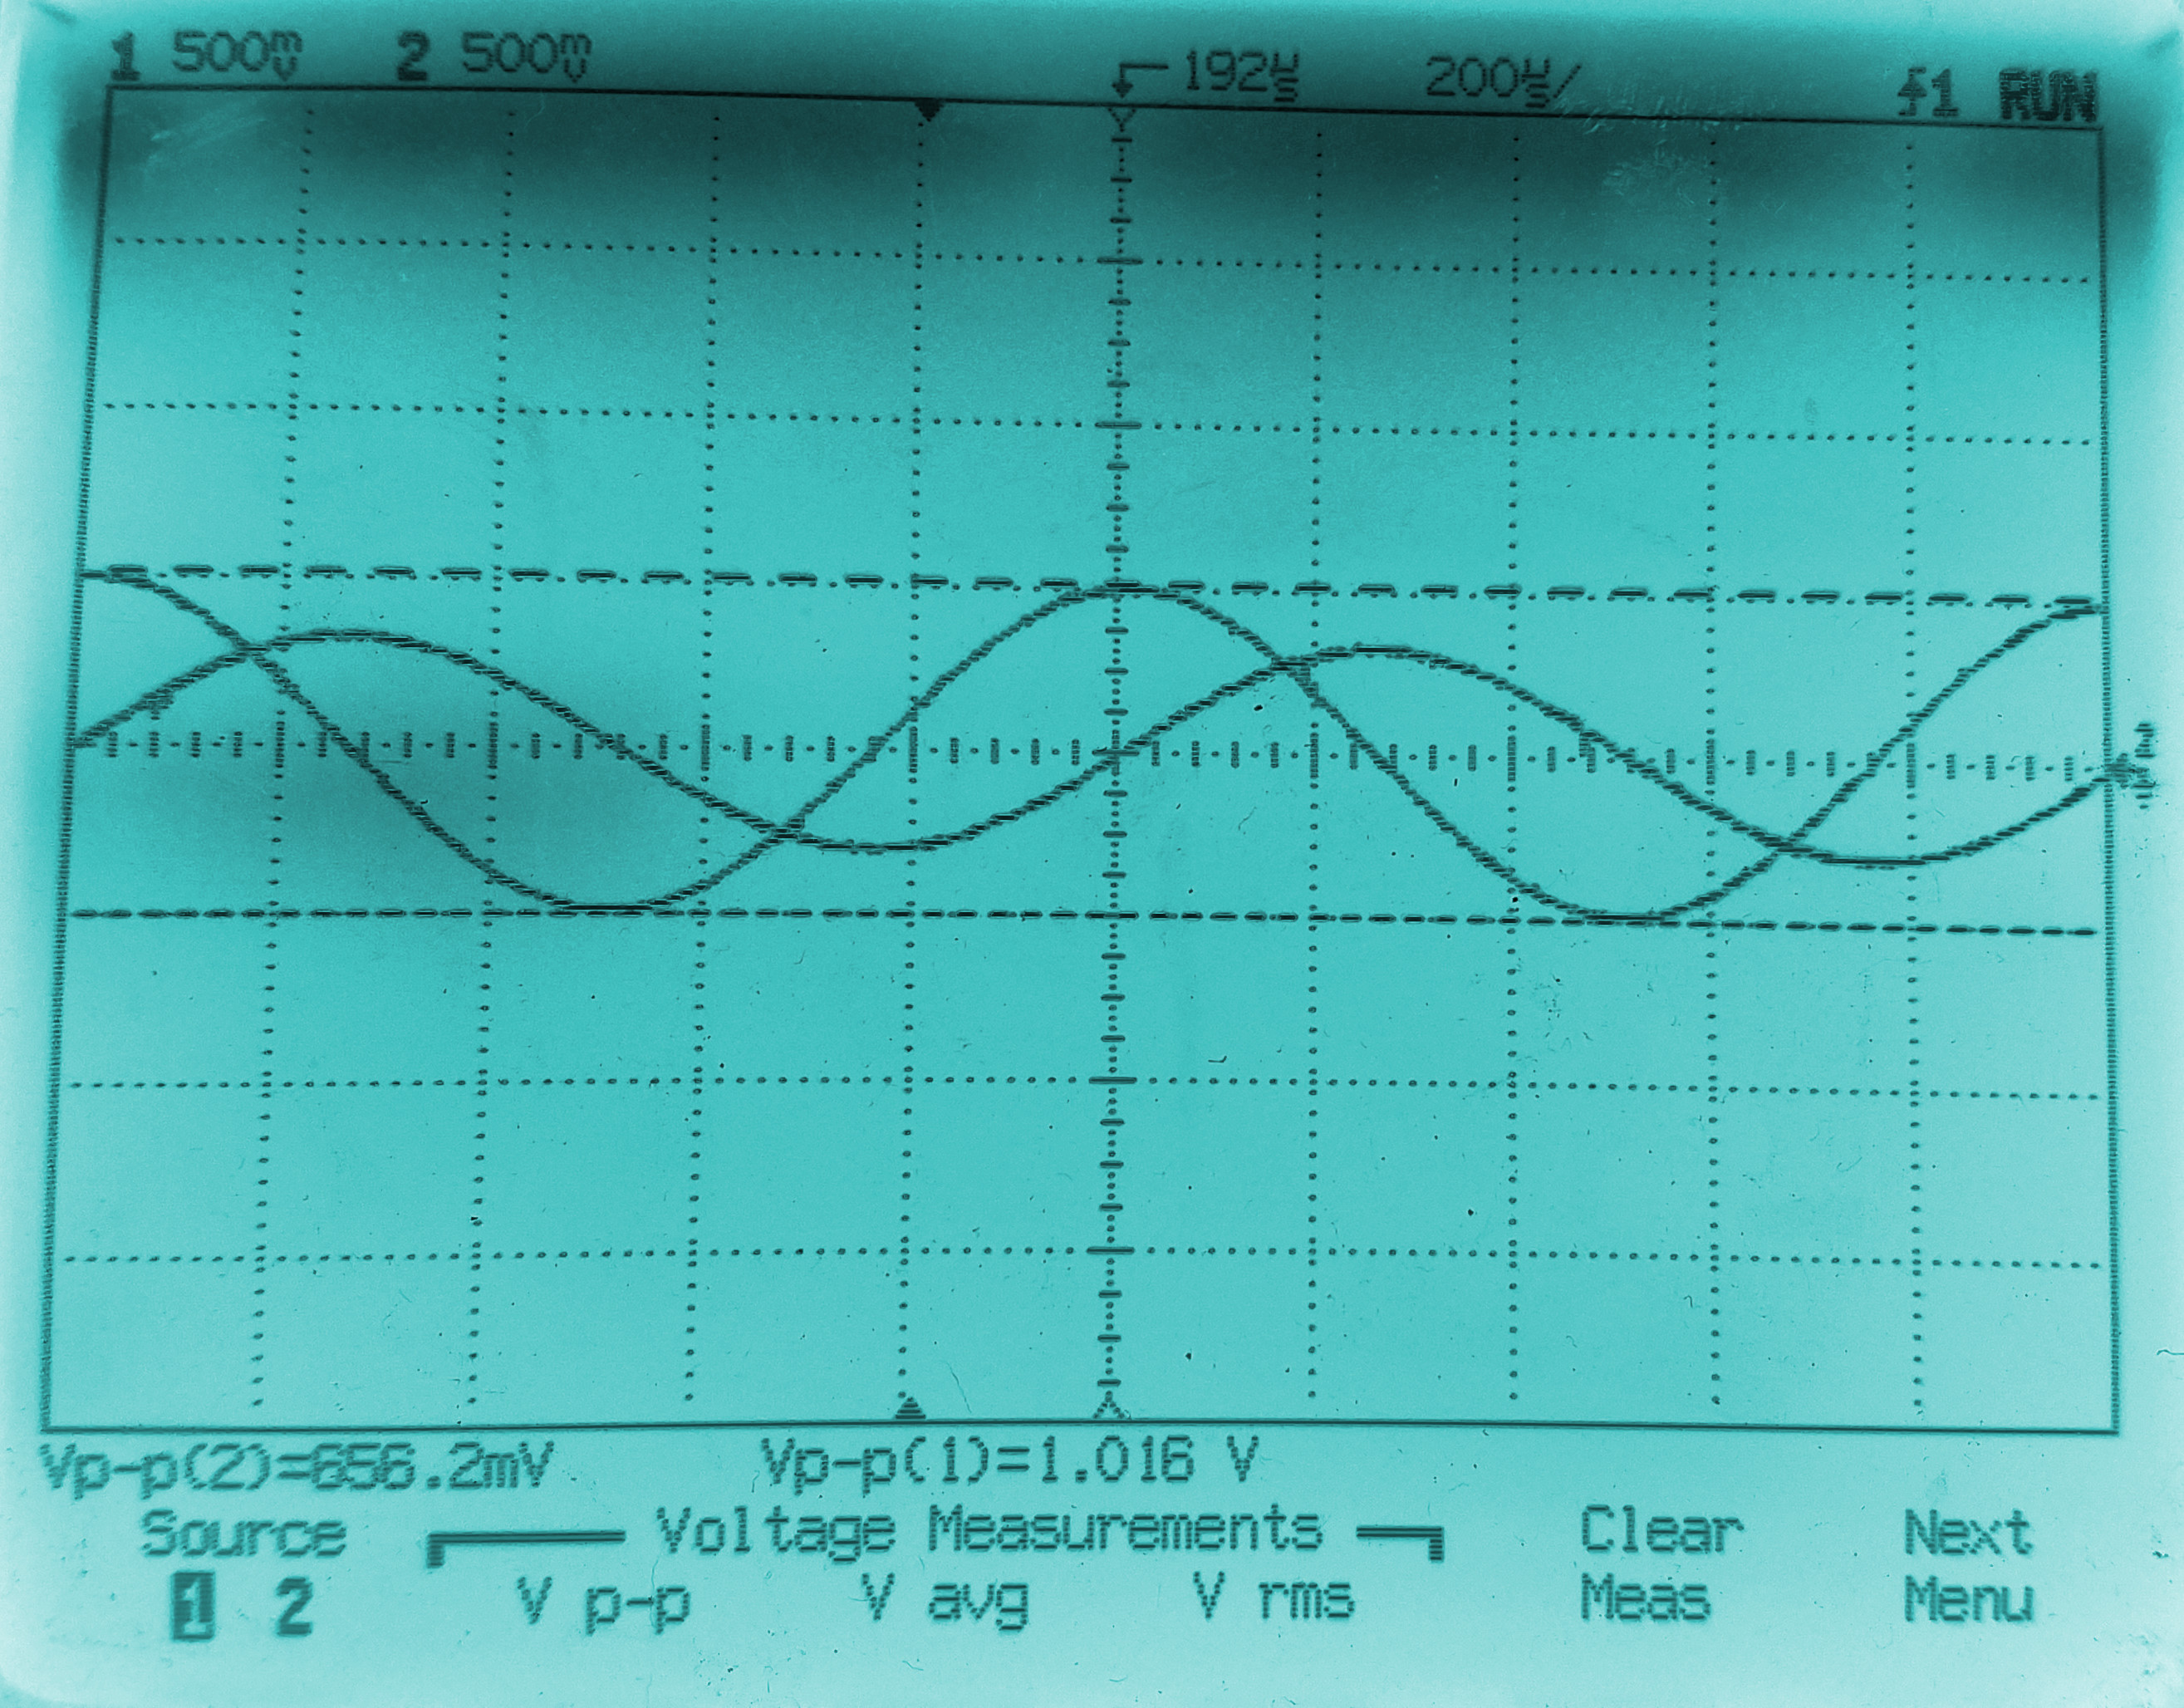 1 500mV 2 500mV 192µs 200µs/ 1 RUN
Vp-p(2)=656.2mV Vp-p(1)=1.016 V
Source Voltage Measurements Clear Next
1 2 V p-p V avg V rms Meas Menu